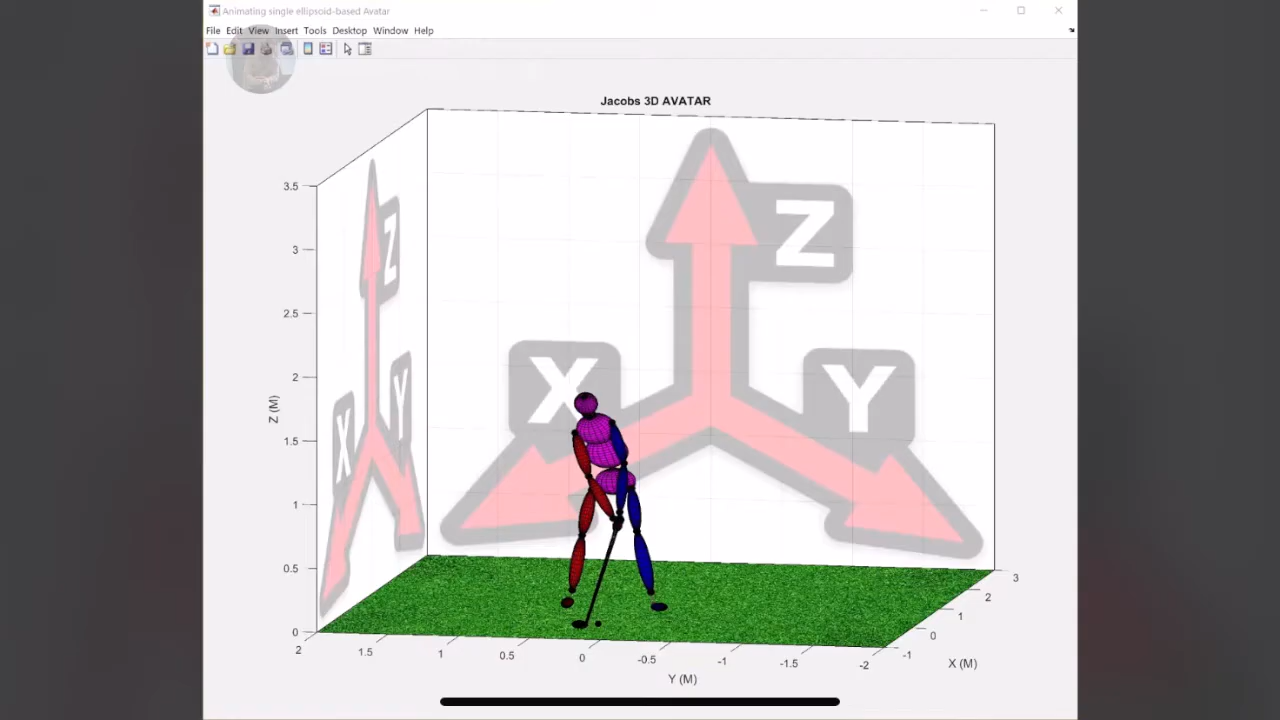 Animating single ellipsoid-based Avatar
File Edit View Insert Tools Desktop Window Help
Jacobs 3D AVATAR
Z
X
Y
Z
X
Y
Z (M)
3.5
3
2.5
2
1.5
1
0.5
0
2
1.5
1
0.5
0
-0.5
-1
-1.5
-2
Y (M)
-1
0
1
2
3
X (M)